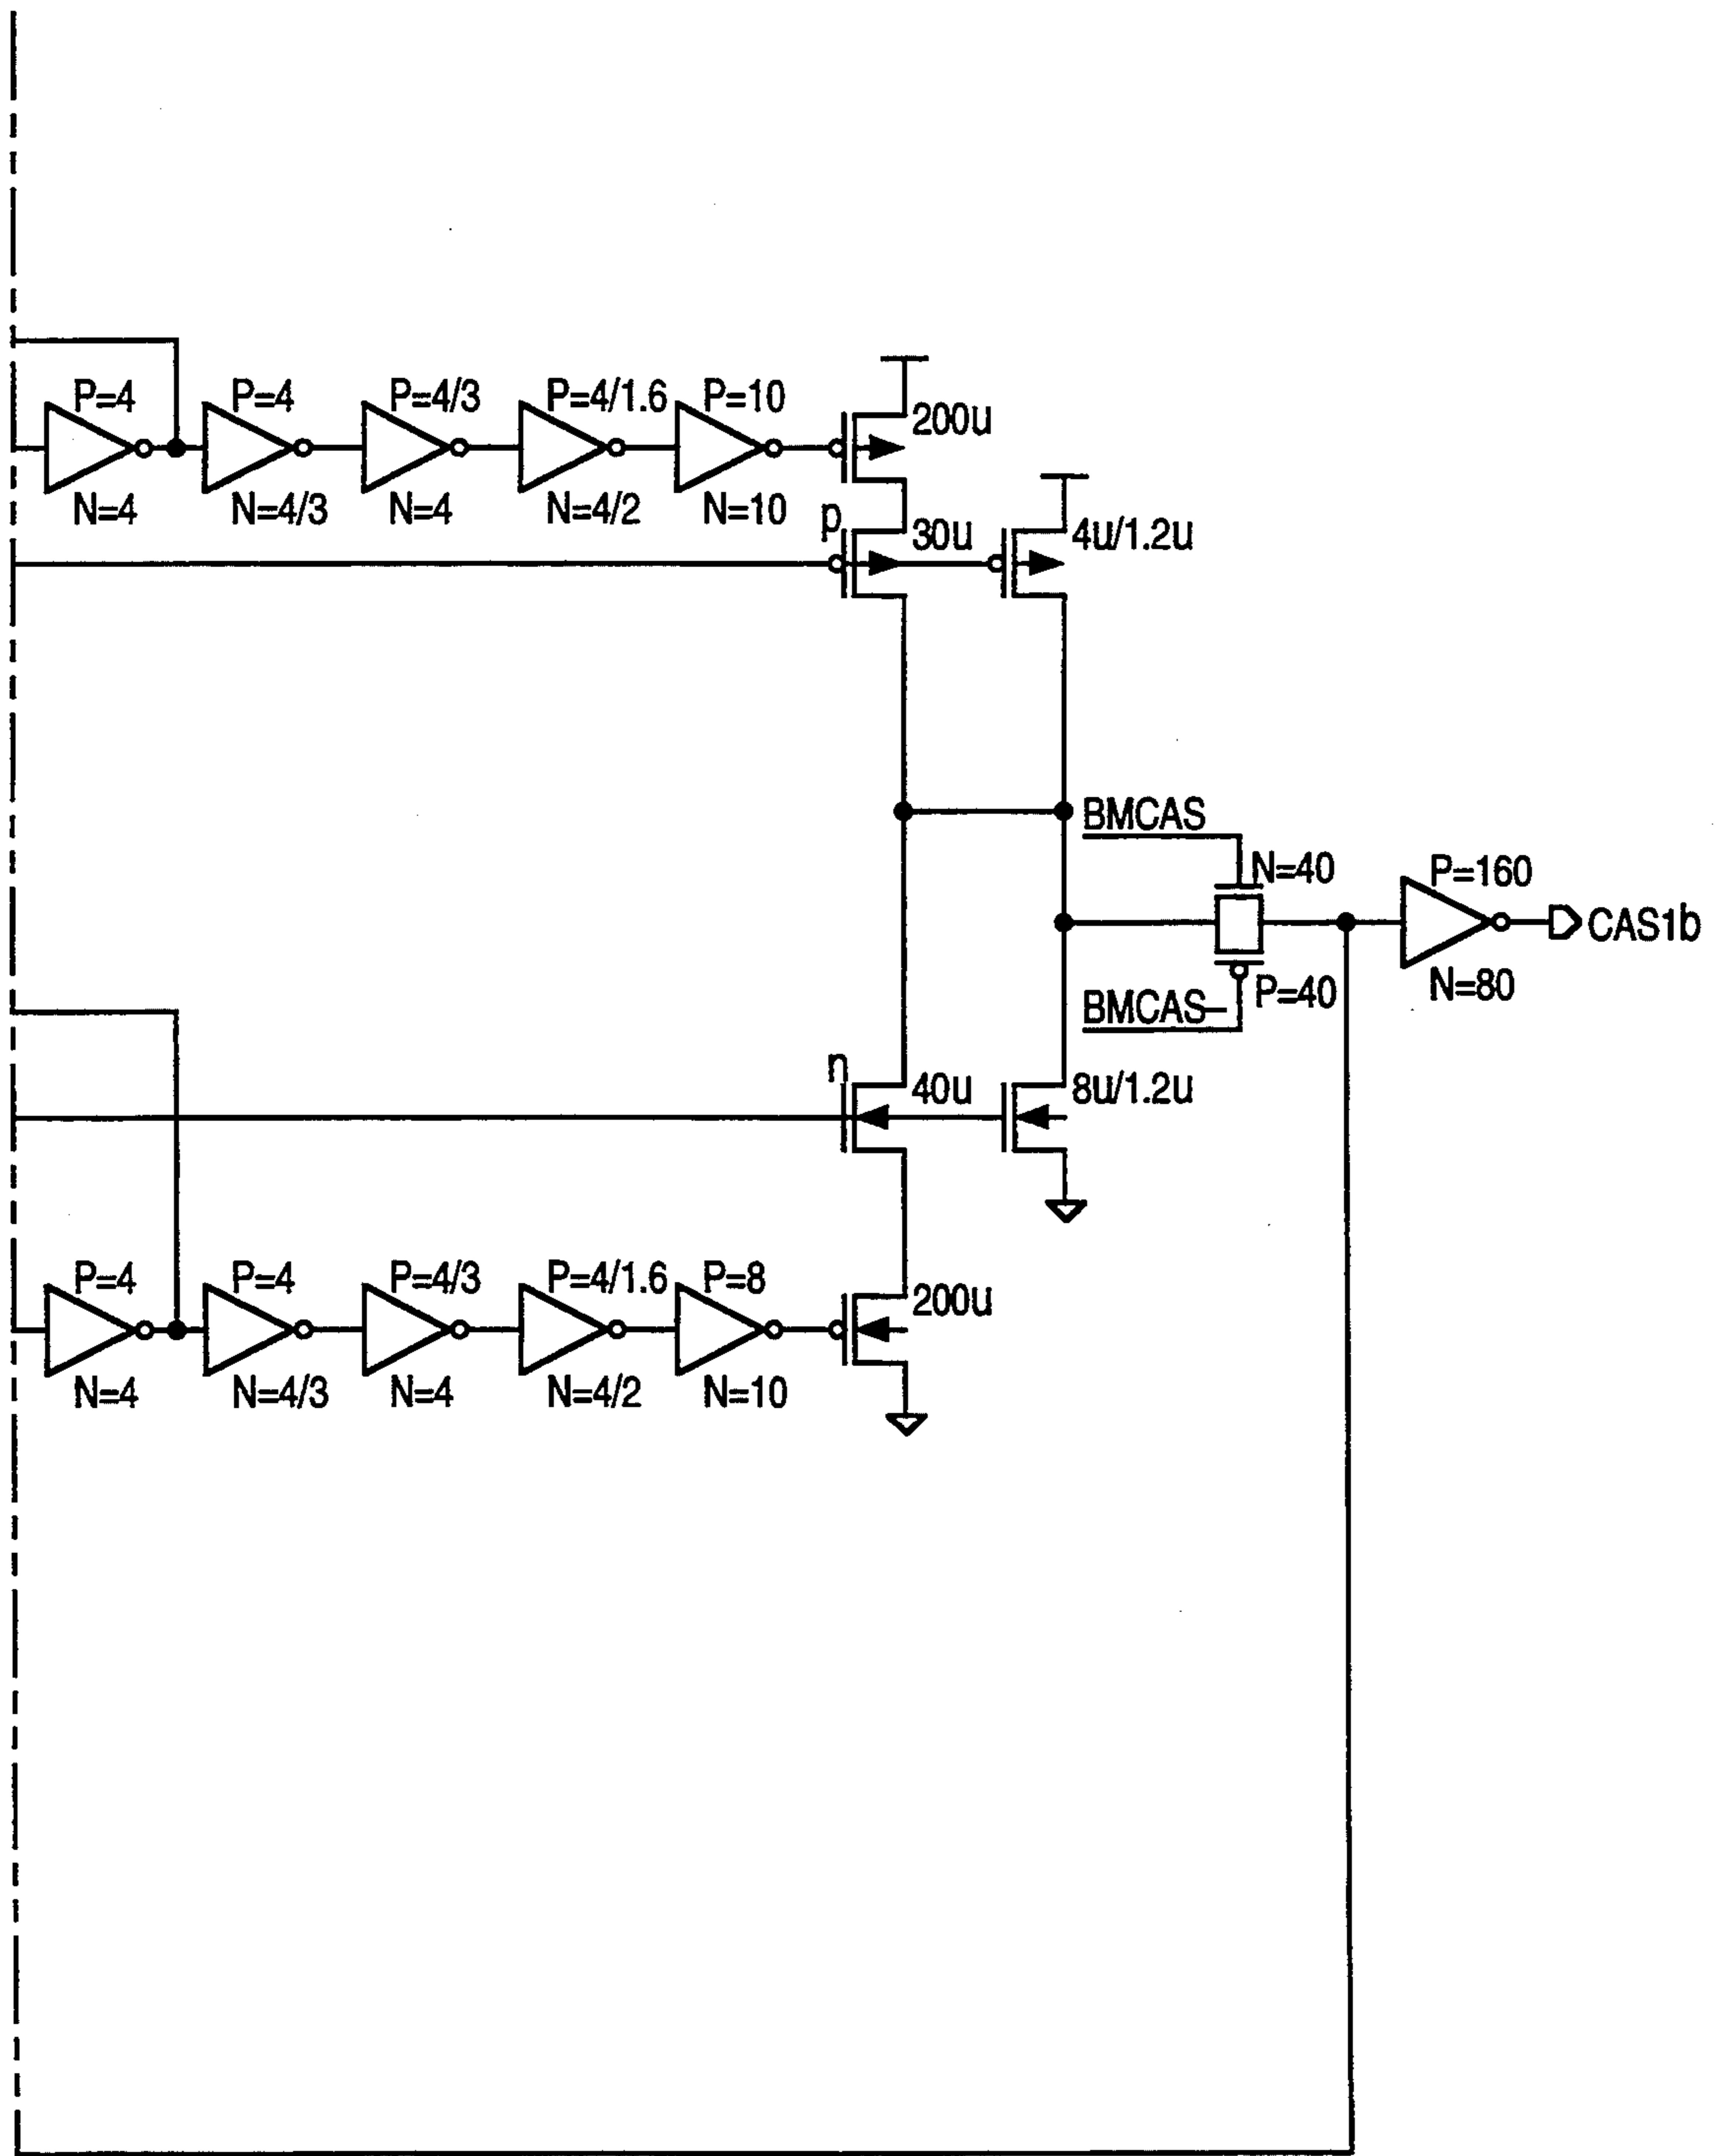 P=4 P=4 P=4/3 P=4/1.6 P=10
200u
N=4 N=4/3 N=4 N=4/2 N=10
p 30u 4u/1.2u
BMCAS
N=40 P=160
CAS1b
P=40 N=80
BMCAS–
n 40u 8u/1.2u
P=4 P=4 P=4/3 P=4/1.6 P=8
200u
N=4 N=4/3 N=4 N=4/2 N=10